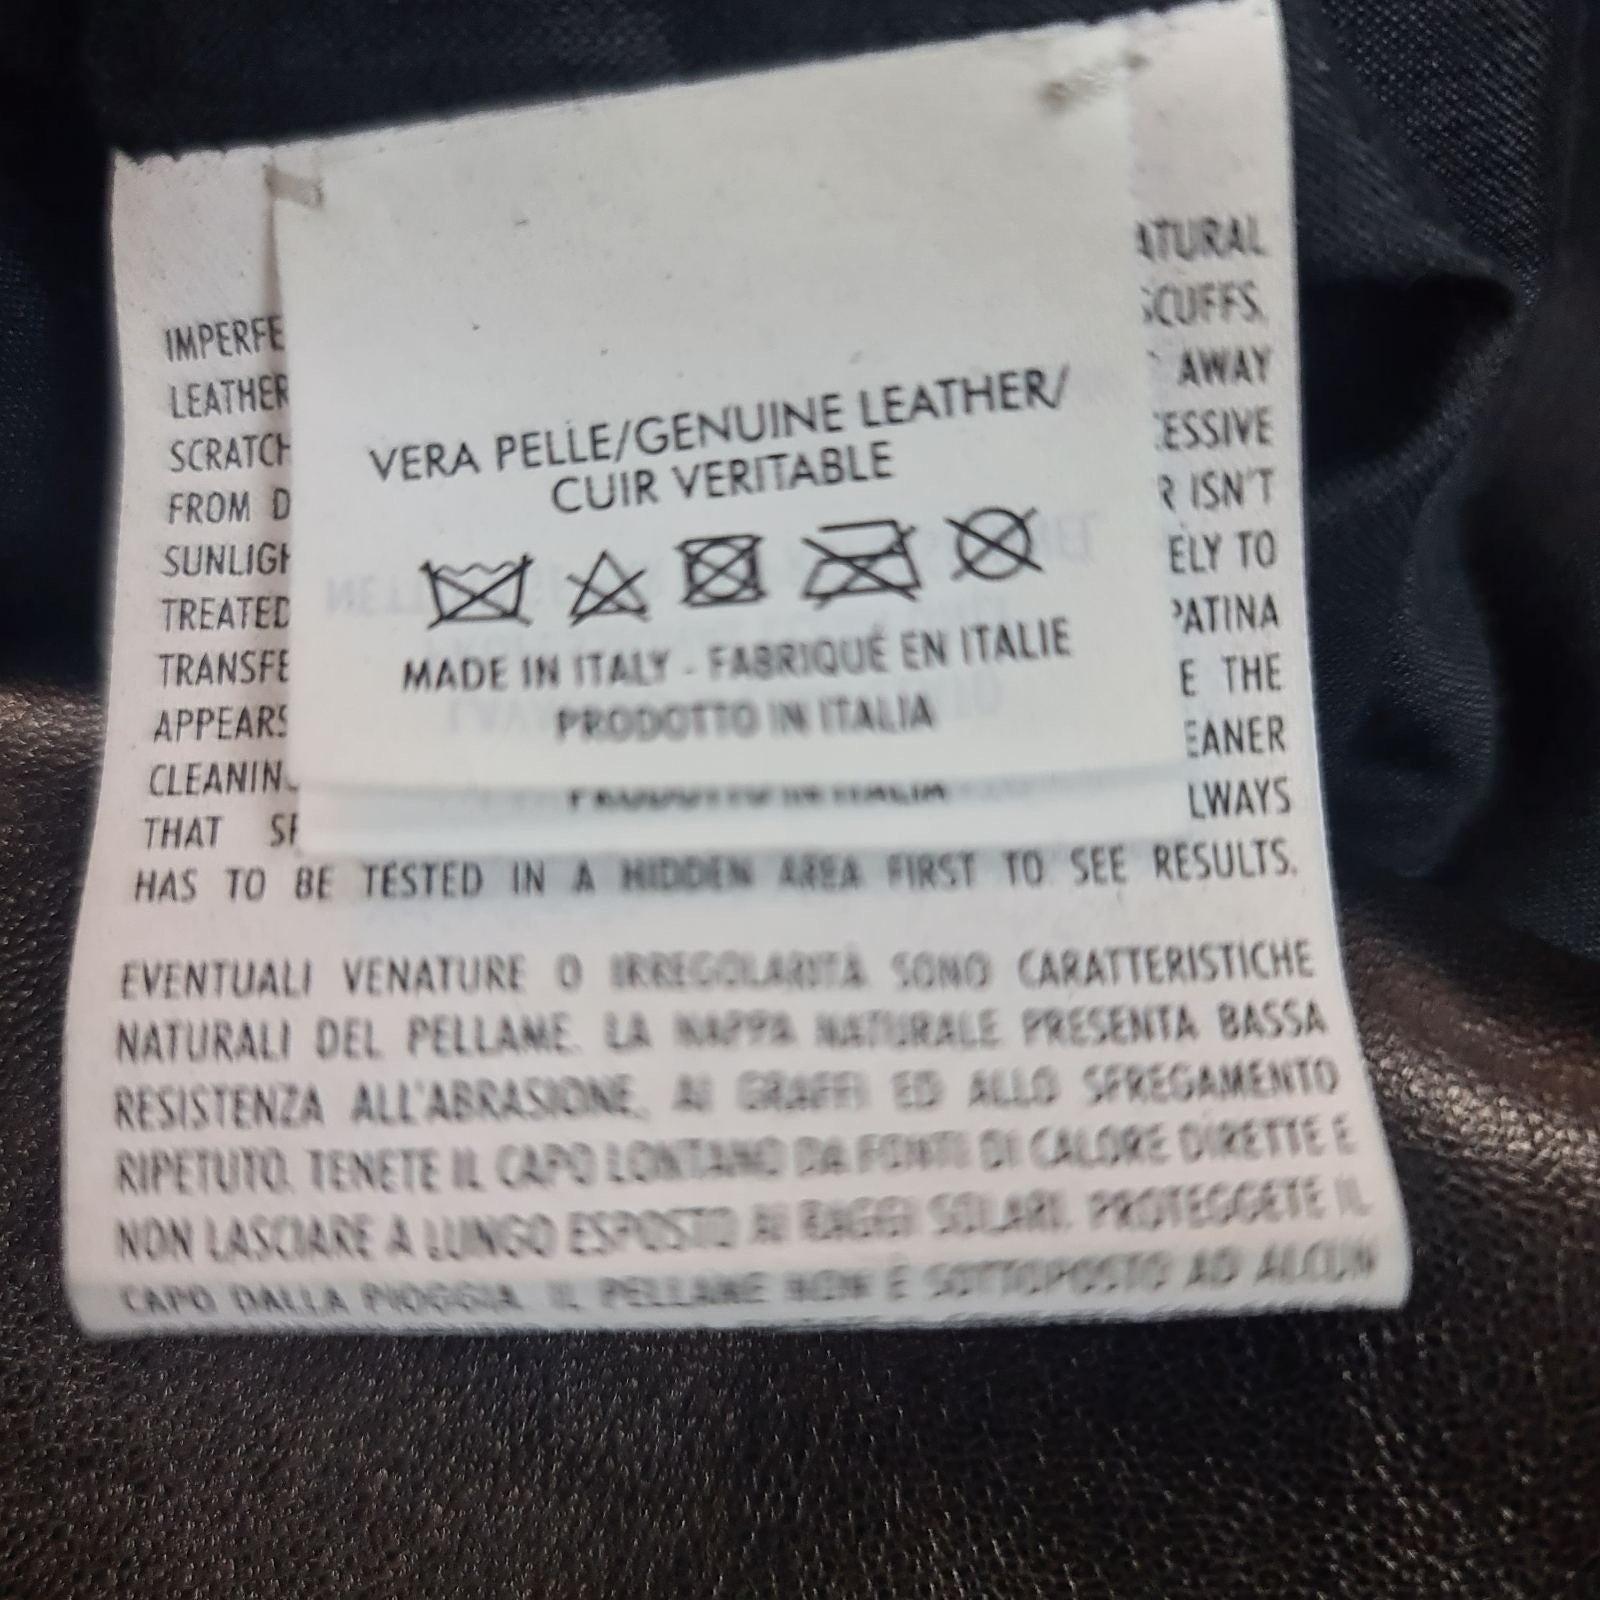 VERA PELLE/GENUINE LEATHER/
CUIR VERITABLE
MADE IN ITALY - FABRIQUÉ EN ITALIE
PRODOTTO IN ITALIA
PRODOTTO IN ITALIA
ATURAL
IMPERFE SCUFFS.
LEATHER AWAY
SCRATCH ESSIVE
FROM D R ISN'T
SUNLIGH ELY TO
TREATED PATINA
TRANSFE E THE
APPEARS EANER
CLEANIN LWAYS
THAT SH
HAS TO BE TESTED IN A HIDDEN AREA FIRST TO SEE RESULTS.
EVENTUALI VENATURE O IRREGOLARITÀ SONO CARATTERISTICHE
NATURALI DEL PELLAME. LA NAPPA NATURALE PRESENTA BASSA
RESISTENZA ALL'ABRASIONE, AI GRAFFI ED ALLO SFREGAMENTO
RIPETUTO. TENETE IL CAPO LONTANO DA FONTI DI CALORE DIRETTE E
NON LASCIARE A LUNGO ESPOSTO AI RAGGI SOLARI. PROTEGGETE IL
CAPO DALLA PIOGGIA. IL PELLAME NON È SOTTOPOSTO AD ALCUN